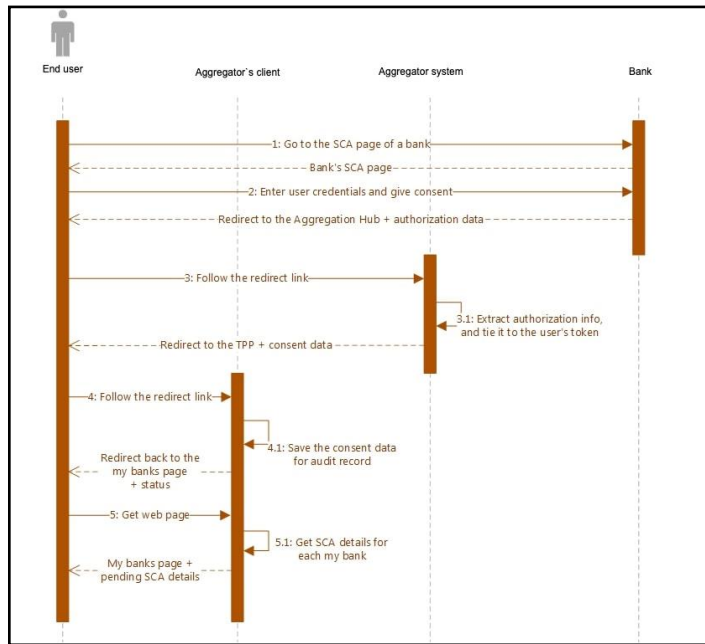 End user
Aggregator`s client
Aggregator system
Bank
1: Go to the SCA page of a bank
Bank's SCA page
2: Enter user credentials and give consent
Redirect to the Aggregation Hub + authorization data
3: Follow the redirect link
3.1: Extract authorization info,
and tie it to the user's token
Redirect to the TPP + consent data
4: Follow the redirect link
4.1: Save the consent data
for audit record
Redirect back to the
my banks page
+ status
5: Get web page
5.1: Get SCA details for
each my bank
My banks page +
pending SCA details